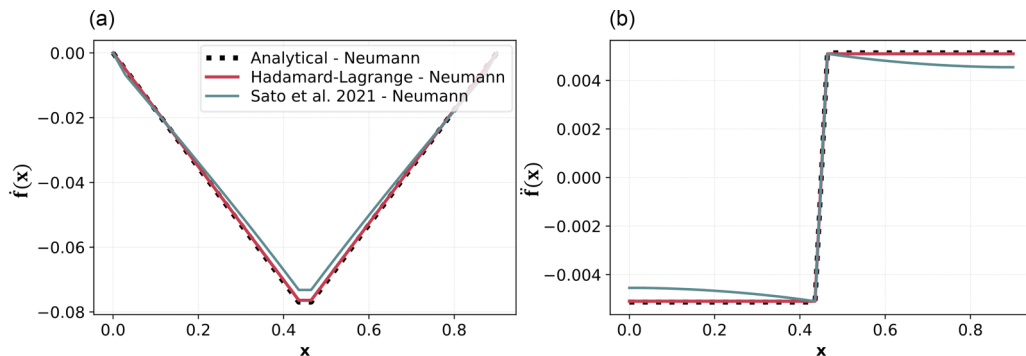 (a)
(b)
0.00
−0.02
−0.04
−0.06
−0.08
ḟ(x)
Analytical - Neumann
Hadamard-Lagrange - Neumann
Sato et al. 2021 - Neumann
0.0 0.2 0.4 0.6 0.8
x
0.004
0.002
0.000
−0.002
−0.004
f̈(x)
0.0 0.2 0.4 0.6 0.8
x